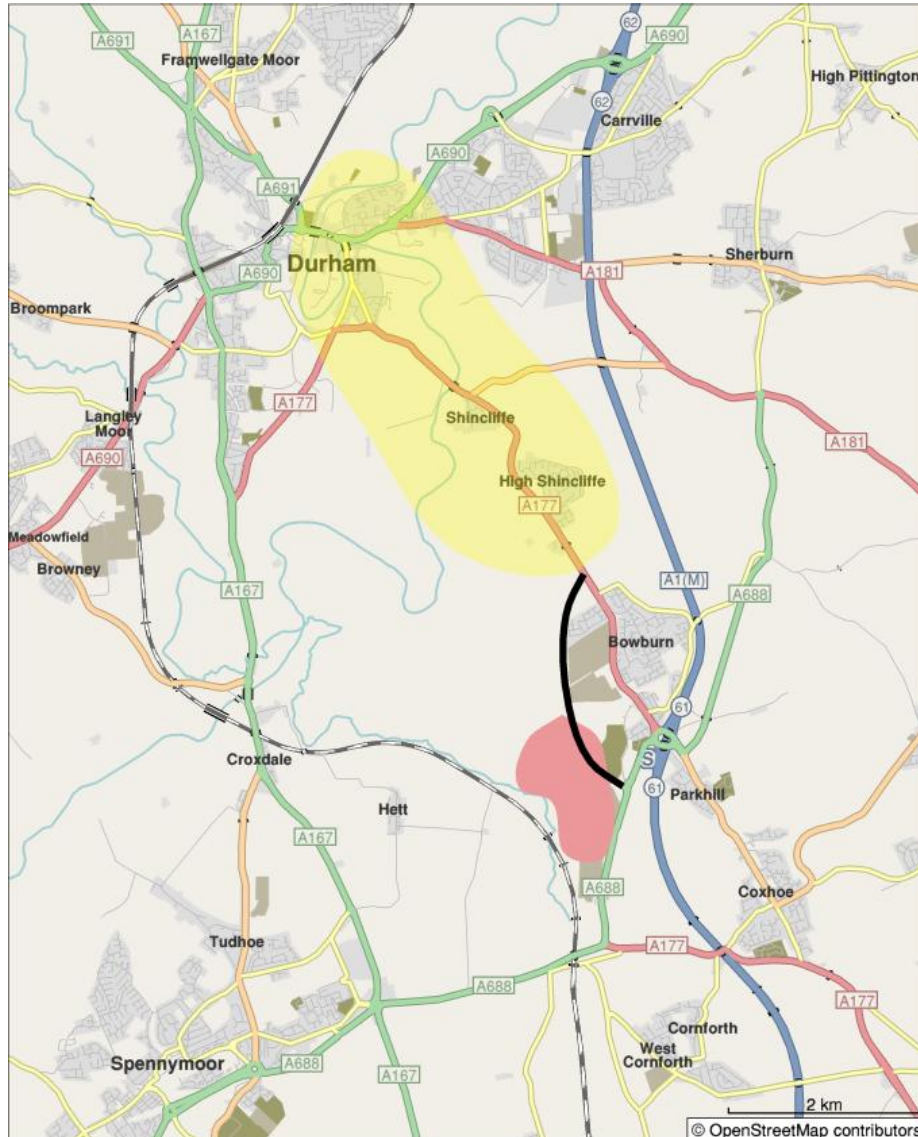 A691
A167
62
A690
Framwellgate Moor
High Pittington
62
Carrville
A690
A691
Durham
A690
A181
Sherburn
Broompark
A177
Shincliffe
Langley
Moor
A690
A181
High Shincliffe
A177
Meadowfield
Browney
A167
A1(M)
A688
Bowburn
61
S
Croxdale
61
Parkhill
Hett
A167
A688
Coxhoe
Tudhoe
A177
A688
A177
Cornforth
West
Cornforth
Spennymoor
A688
A167
2 km
© OpenStreetMap contributors